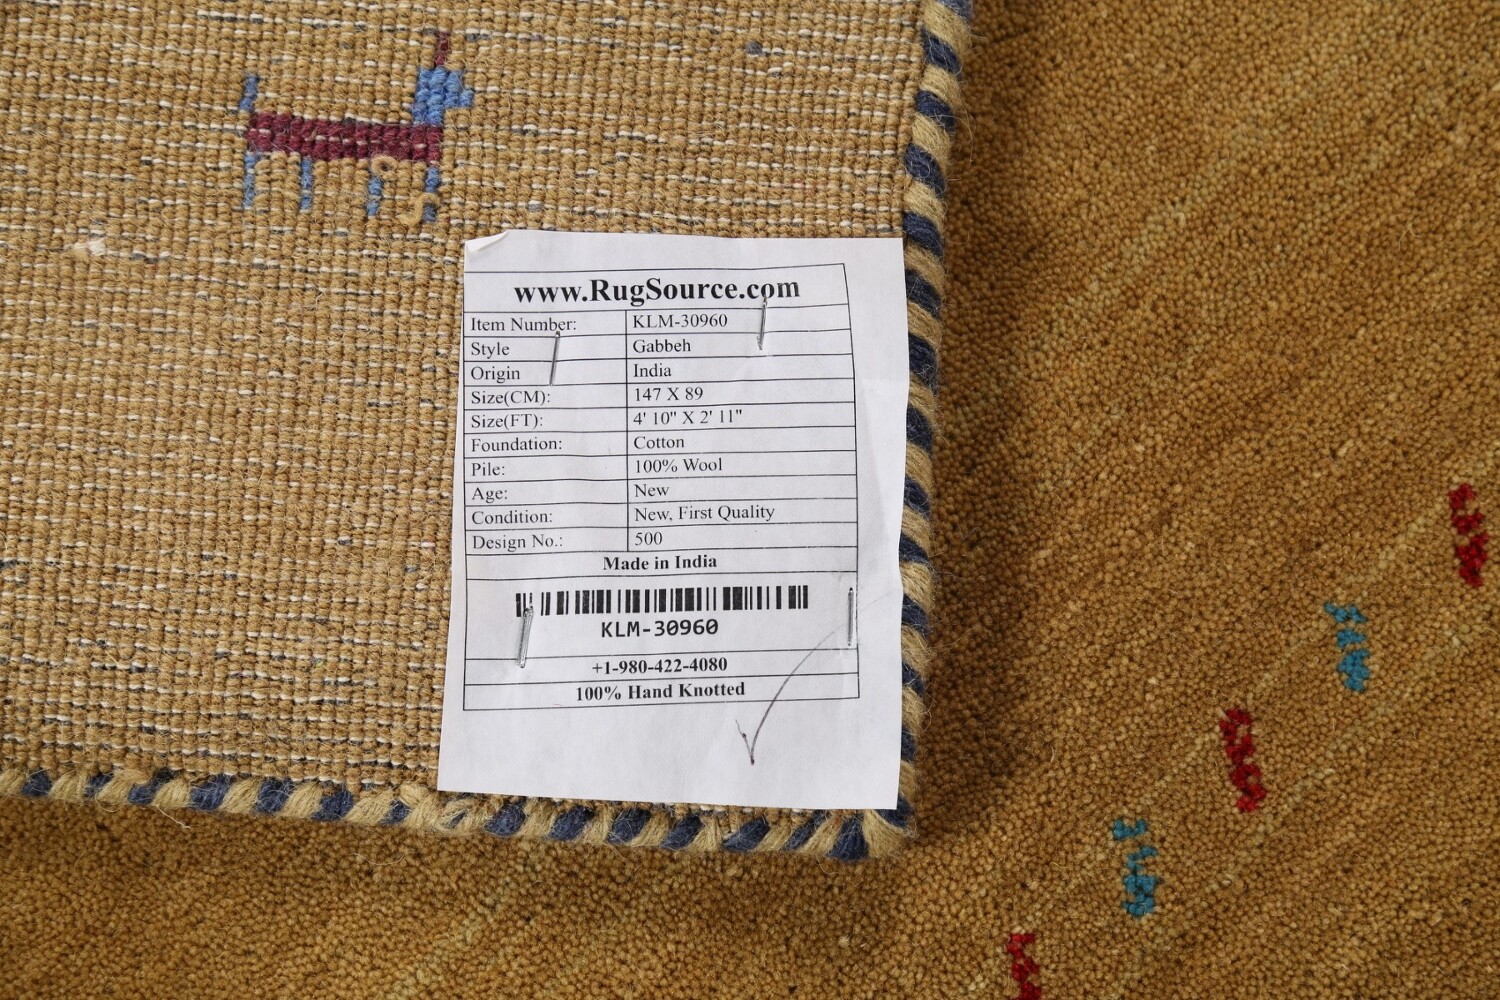 www.RugSource.com
Item Number: KLM-30960
Style Gabbeh
Origin India
Size(CM): 147 X 89
Size(FT): 4' 10" X 2' 11"
Foundation: Cotton
Pile: 100% Wool
Age: New
Condition: New, First Quality
Design No.: 500
Made in India
KLM-30960
+1-980-422-4080
100% Hand Knotted